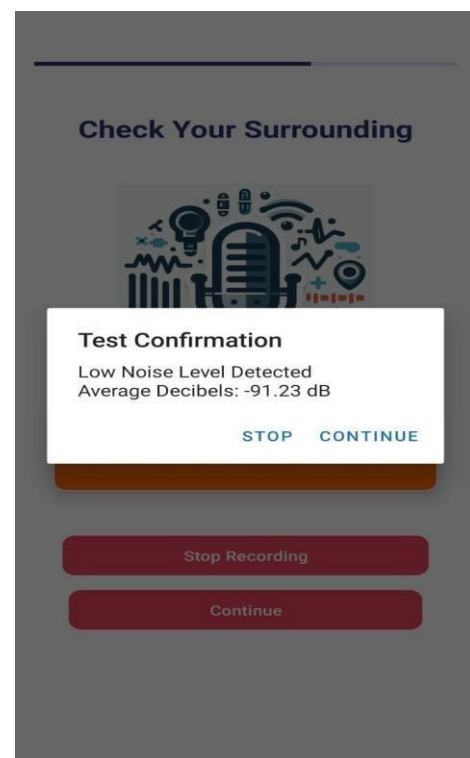 Check Your Surrounding
Test Confirmation
Low Noise Level Detected
Average Decibels: -91.23 dB
STOP CONTINUE
Stop Recording
Continue